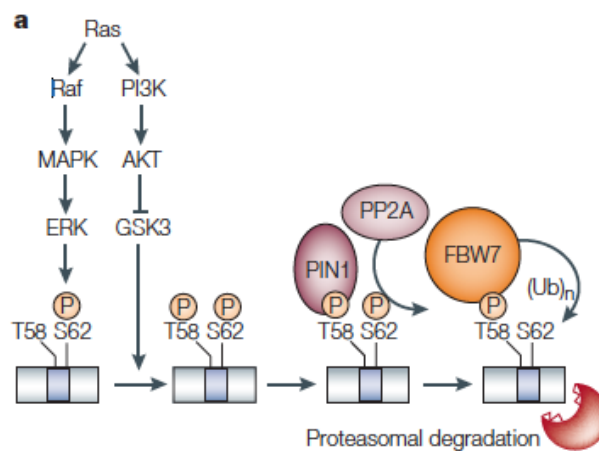 a
Ras
Raf PI3K
MAPK AKT
ERK GSK3
PP2A
PIN1
FBW7
(Ub)n
P
P P
P P
P
T58 S62
T58 S62
T58 S62
T58 S62
Proteasomal degradation